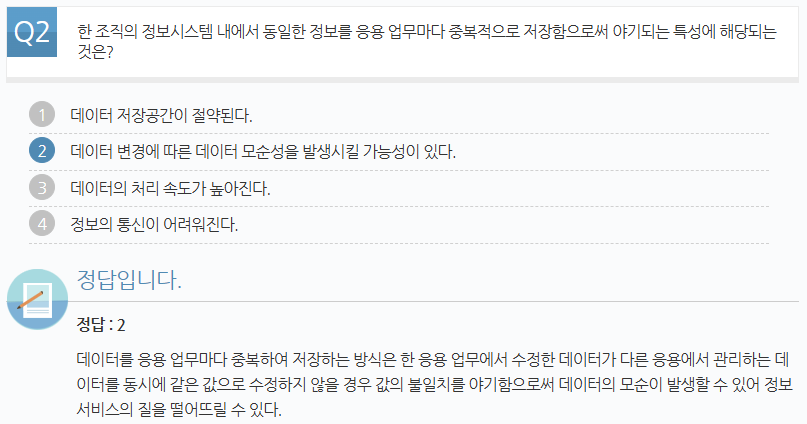 Q2 한 조직의 정보시스템 내에서 동일한 정보를 응용 업무마다 중복적으로 저장함으로써 야기되는 특성에 해당되는
것은?
1 데이터 저장공간이 절약된다.
2 데이터 변경에 따른 데이터 모순성을 발생시킬 가능성이 있다.
3 데이터의 처리 속도가 높아진다.
4 정보의 통신이 어려워진다.
정답입니다.
정답 : 2
데이터를 응용 업무마다 중복하여 저장하는 방식은 한 응용 업무에서 수정한 데이터가 다른 응용에서 관리하는 데
이터를 동시에 같은 값으로 수정하지 않을 경우 값의 불일치를 야기함으로써 데이터의 모순이 발생할 수 있어 정보
서비스의 질을 떨어뜨릴 수 있다.